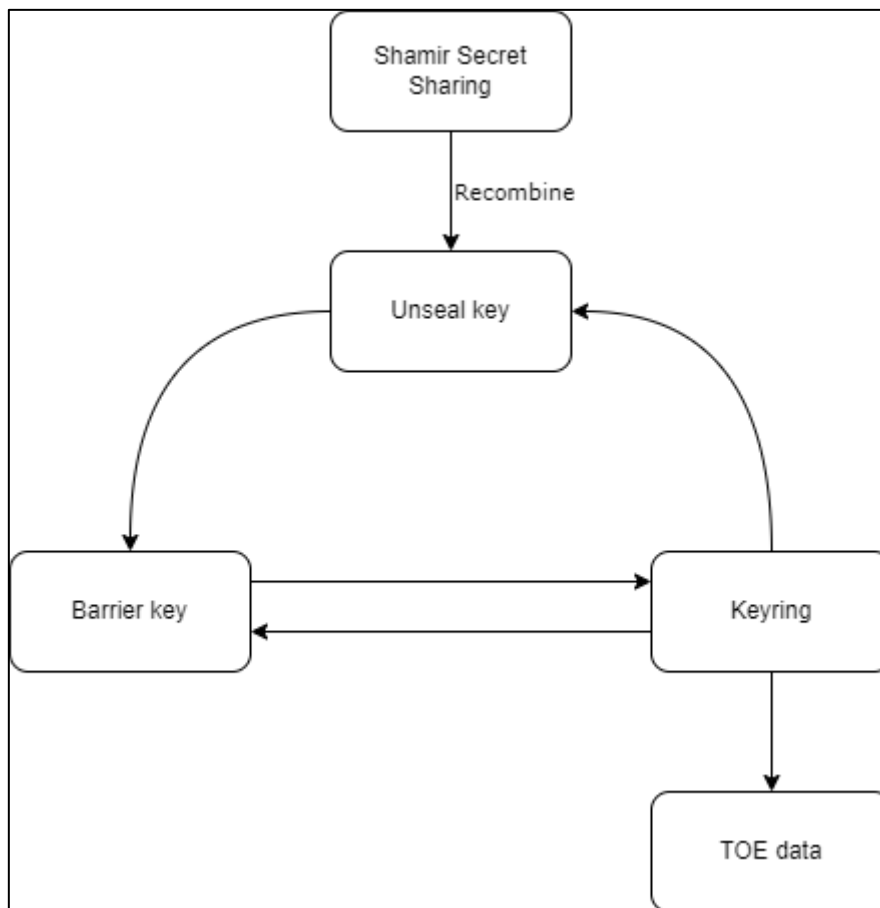 Shamir Secret
Sharing
Recombine
Unseal key
Barrier key
Keyring
TOE data